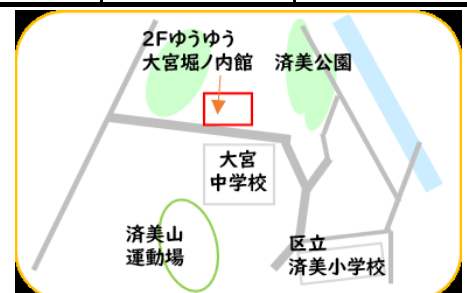 2Fゆうゆう
大宮堀ノ内館
済美公園
大宮
中学校
済美山
運動場
区立
済美小学校